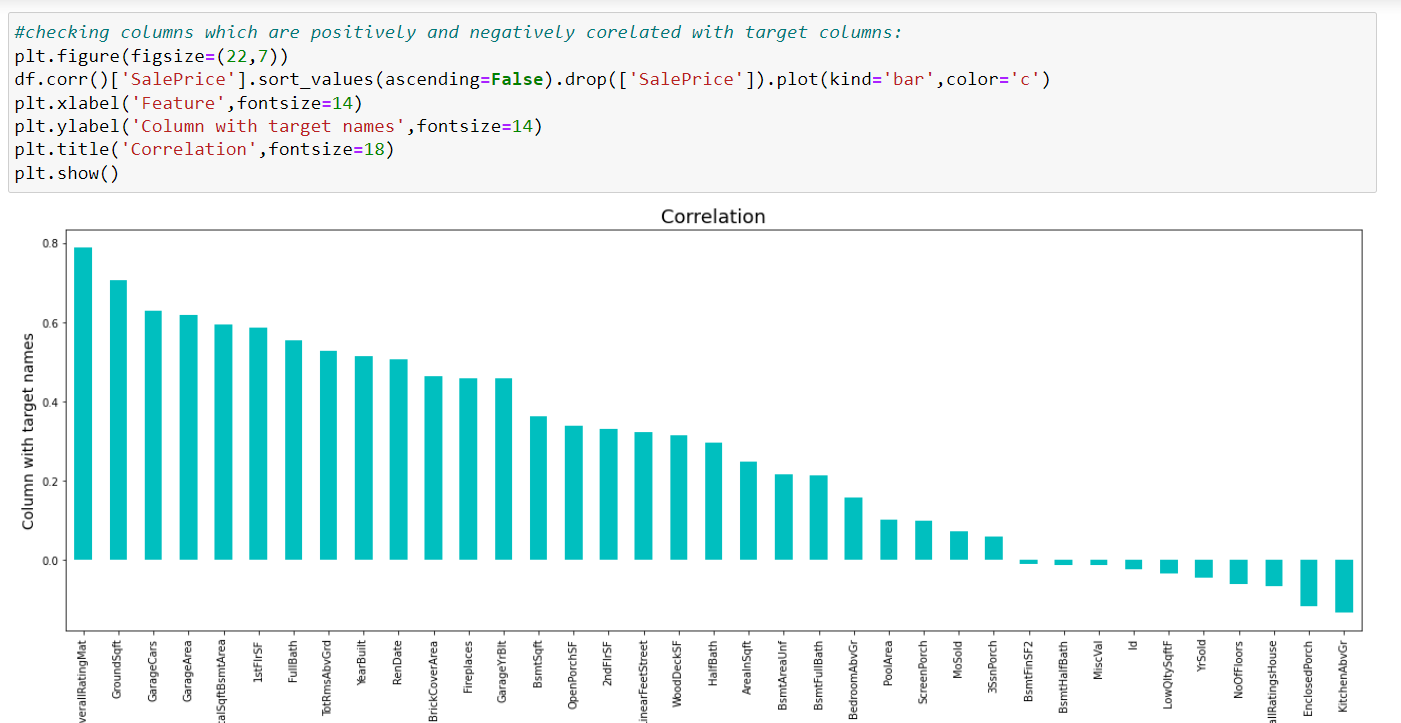 #checking columns which are positively and negatively corelated with target columns:
plt.figure(figsize=(22,7))
df.corr()['SalePrice'].sort_values(ascending=False).drop(['SalePrice']).plot(kind='bar',color='c')
plt.xlabel('Feature',fontsize=14)
plt.ylabel('Column with target names',fontsize=14)
plt.title('Correlation',fontsize=18)
plt.show()
Correlation
Column with target names
0.8
0.6
0.4
0.2
0.0
verallRatingMat
GroundSqft
GarageCars
GarageArea
alSqftBsmtArea
1stFlrSF
FullBath
TotRmsAbvGrd
YearBuilt
RenDate
BrickCoverArea
Fireplaces
GarageYrBlt
BsmtSqft
OpenPorchSF
2ndFlrSF
inearFeetStreet
WoodDeckSF
HalfBath
AreaInSqft
BsmtAreaUnf
BsmtFullBath
BedroomAbvGr
PoolArea
ScreenPorch
MoSold
3SsnPorch
BsmtFinSF2
BsmtHalfBath
MiscVal
Id
LowQltySqftF
YrSold
NoOfFloors
allRatingsHouse
EnclosedPorch
KitchenAbvGr